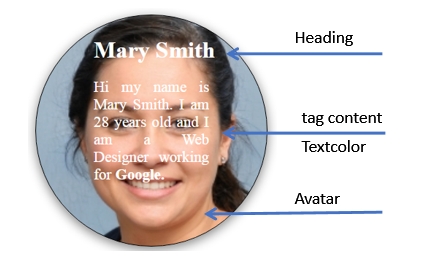 Mary Smith
Heading
Hi my name is
Mary Smith. I am
28 years old and I
am a Web
Designer working
for Google.
tag content
Textcolor
Avatar